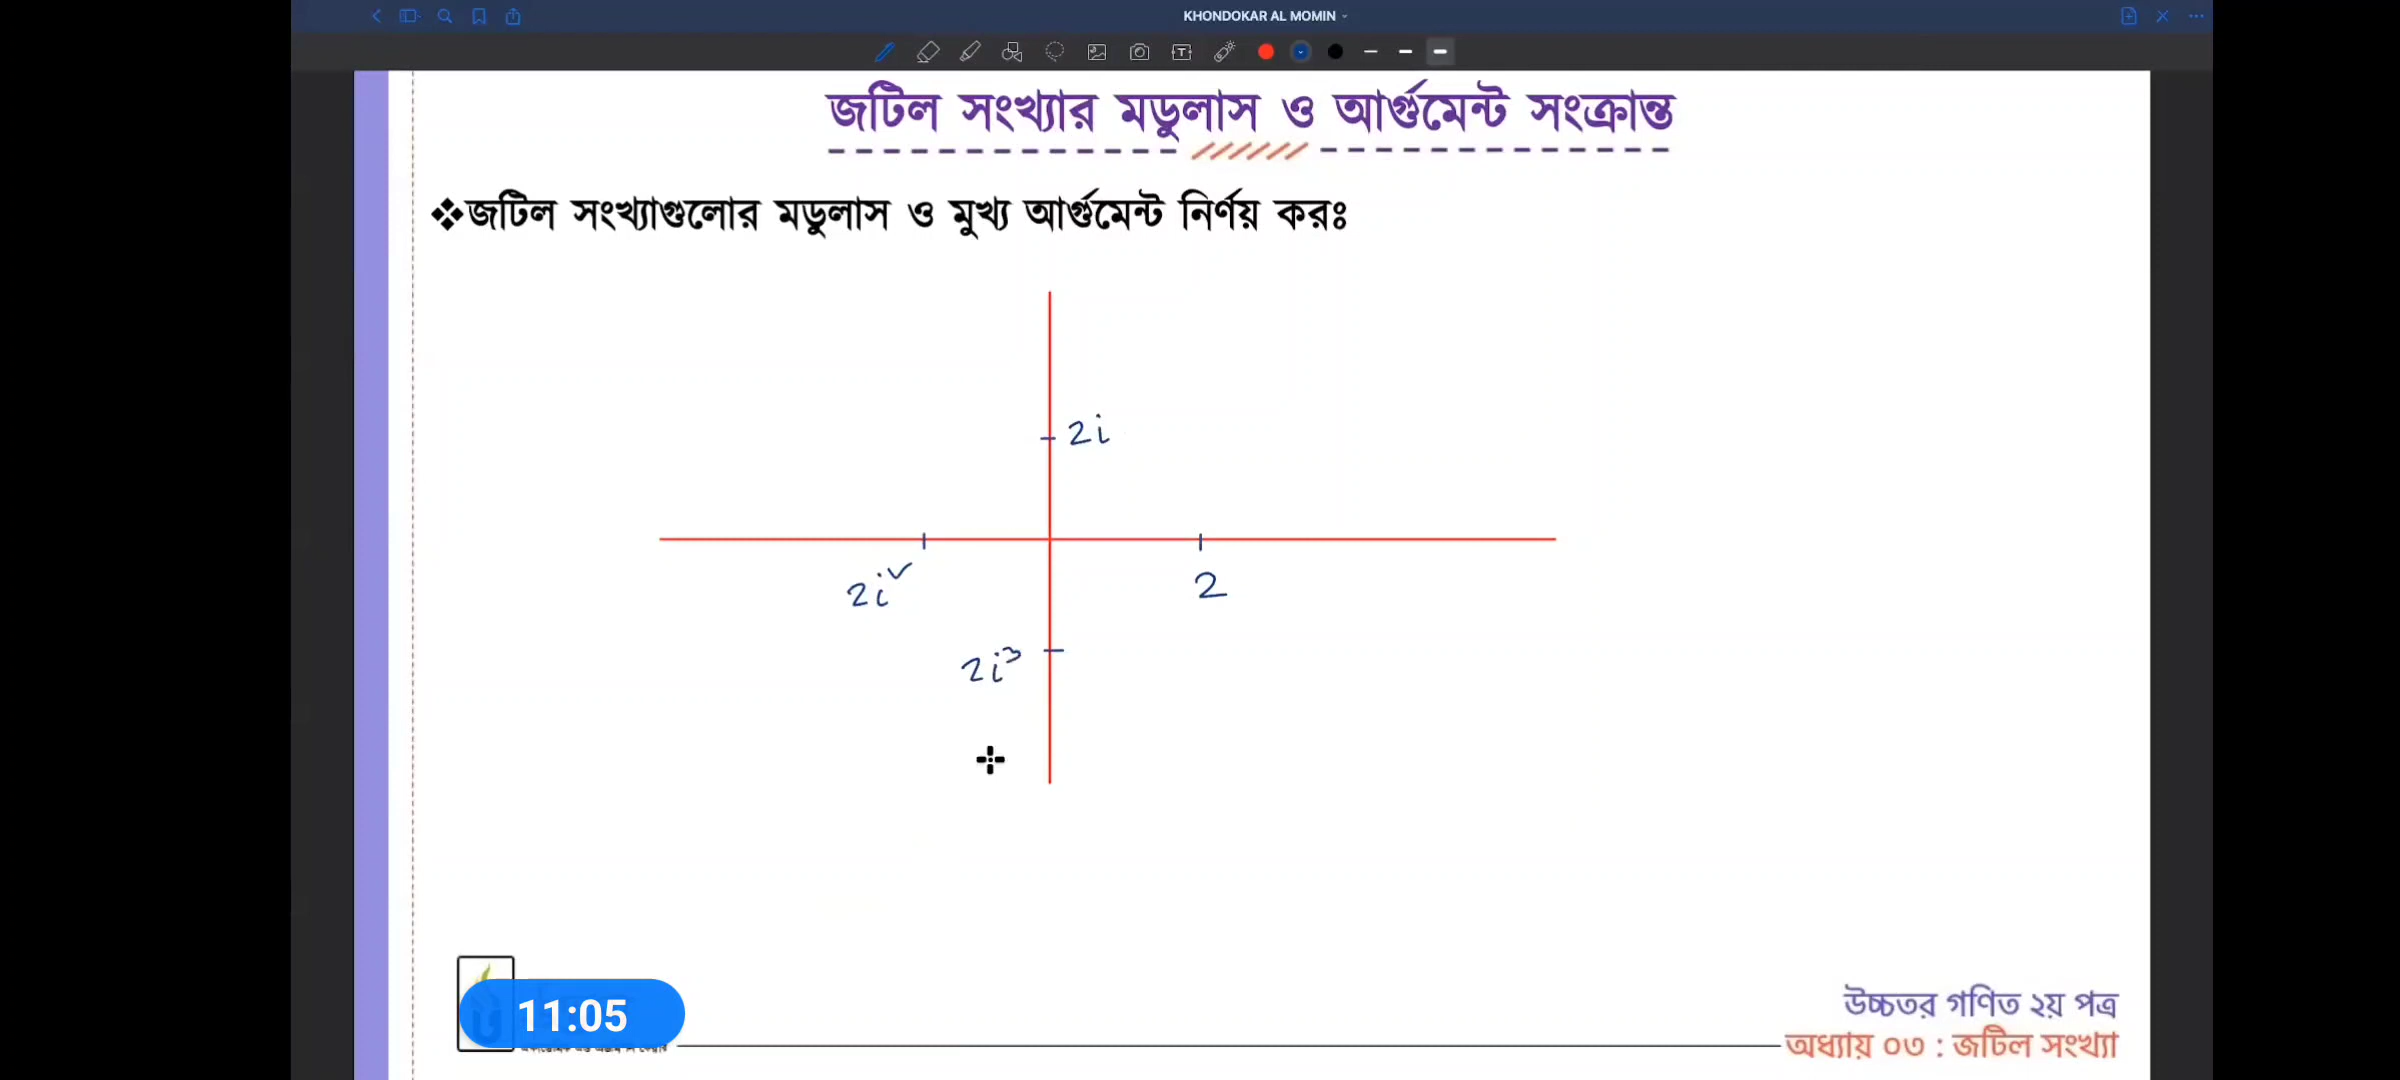 KHONDOKAR AL MOMIN
জটিল সংখ্যার মডুলাস ও আর্গুমেন্ট সংক্রান্ত
❖জটিল সংখ্যাগুলোর মডুলাস ও মুখ্য আর্গুমেন্ট নির্ণয় করঃ
2i
2i²
2
2i³
11:05
উচ্চতর গণিত ২য় পত্র
অধ্যায় ০৩ : জটিল সংখ্যা